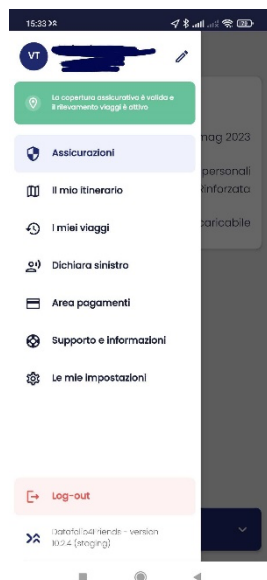 15:33
VT
La copertura assicurativa è valida e
il rilevamento viaggi è attivo
mag 2023
Assicurazioni
personali
Il mio itinerario
Rinforzata
I miei viaggi
caricabile
Dichiara sinistro
Area pagamenti
Supporto e informazioni
Le mie impostazioni
Log-out
Datafolio4Friends - version
10.2.4 (staging)